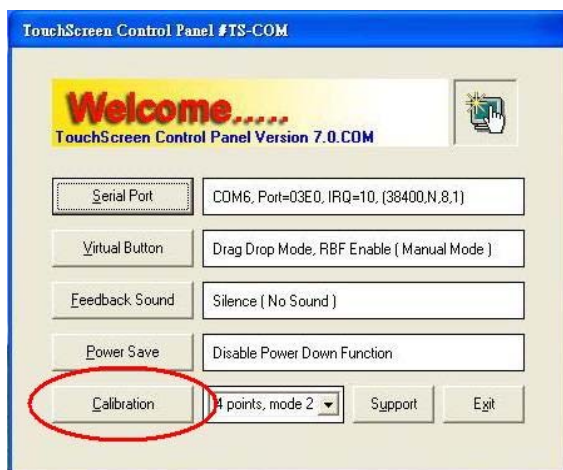 TouchScreen Control Panel #TS-COM
Welcome.....
TouchScreen Control Panel Version 7.0.COM
Serial Port
COM6, Port=03E0, IRQ=10, (38400,N,8,1)
Virtual Button
Drag Drop Mode, RBF Enable ( Manual Mode )
Feedback Sound
Silence ( No Sound )
Power Save
Disable Power Down Function
Calibration
4 points, mode 2
Support
Exit